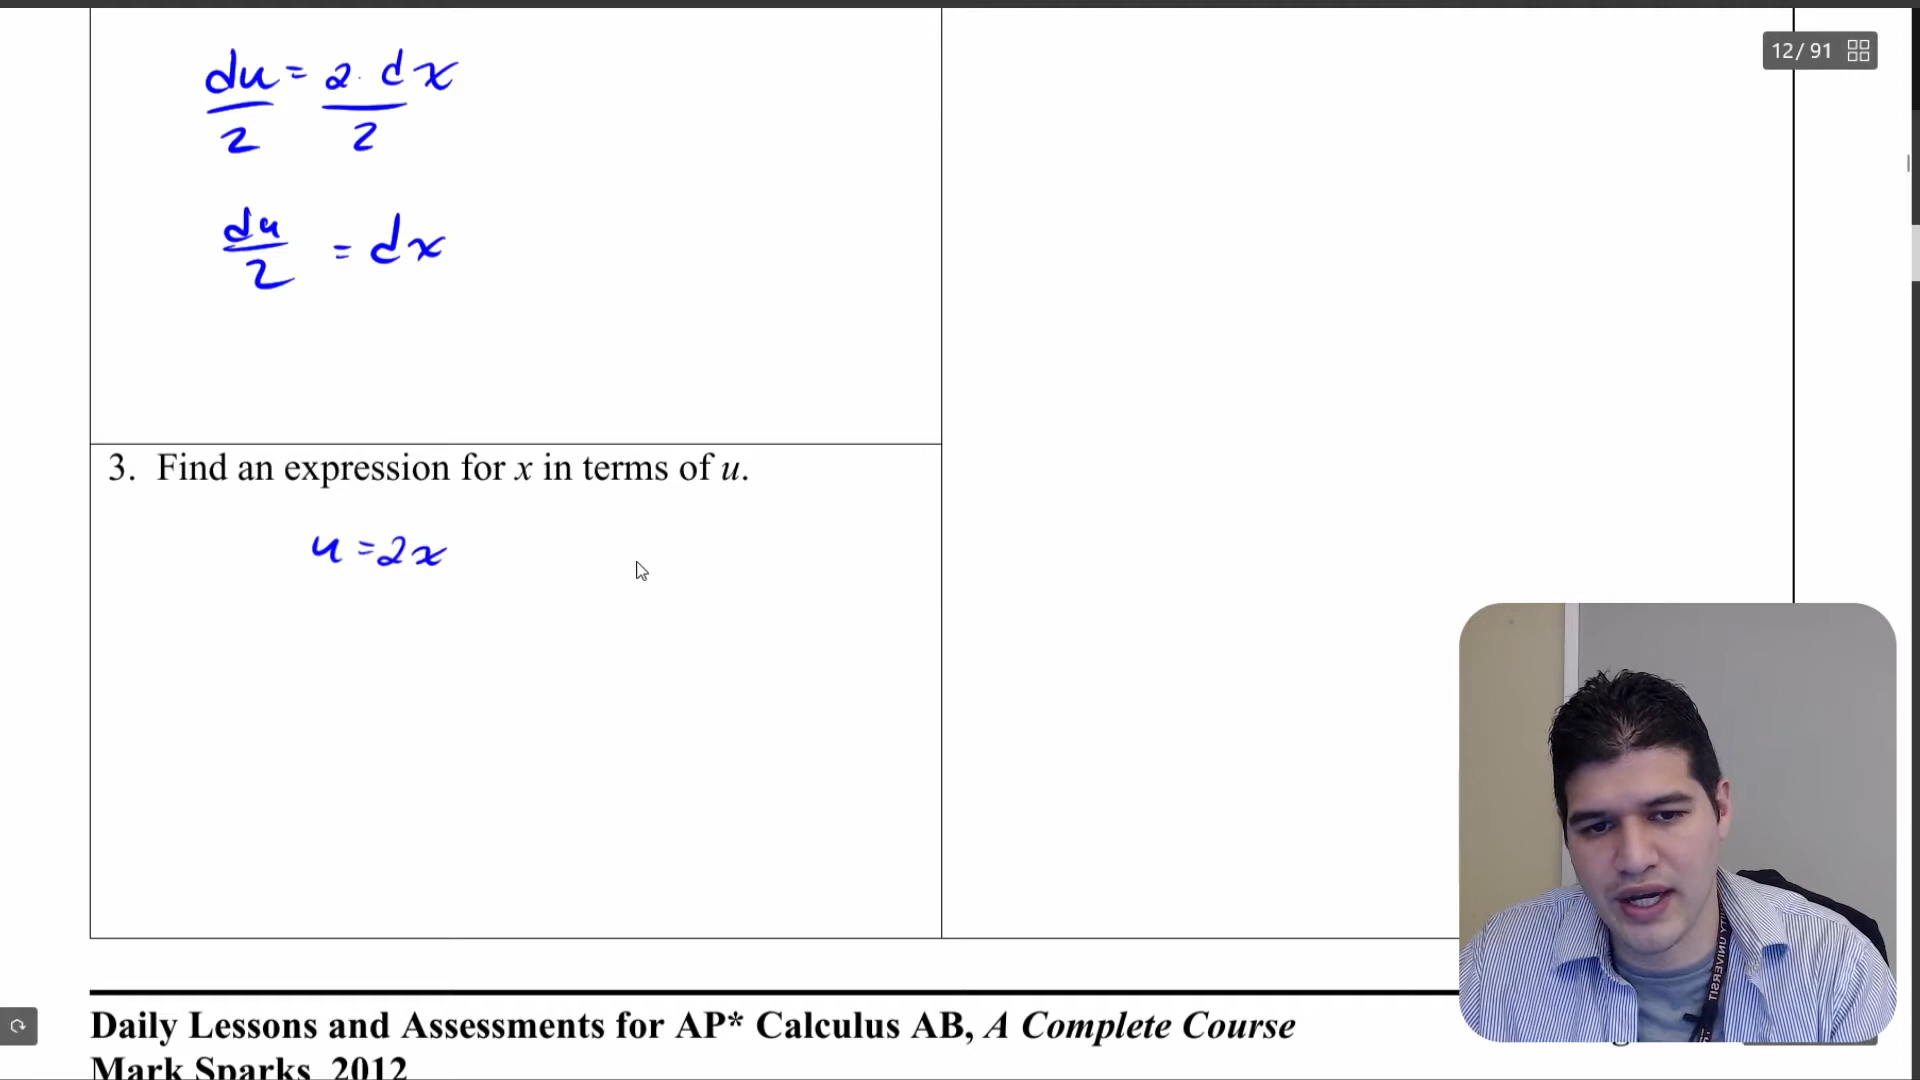 12/ 91
du = 2 · dx
2 2
du
2 = dx
3. Find an expression for x in terms of u.
u = 2x
Daily Lessons and Assessments for AP* Calculus AB, A Complete Course
Mark Sparks 2012